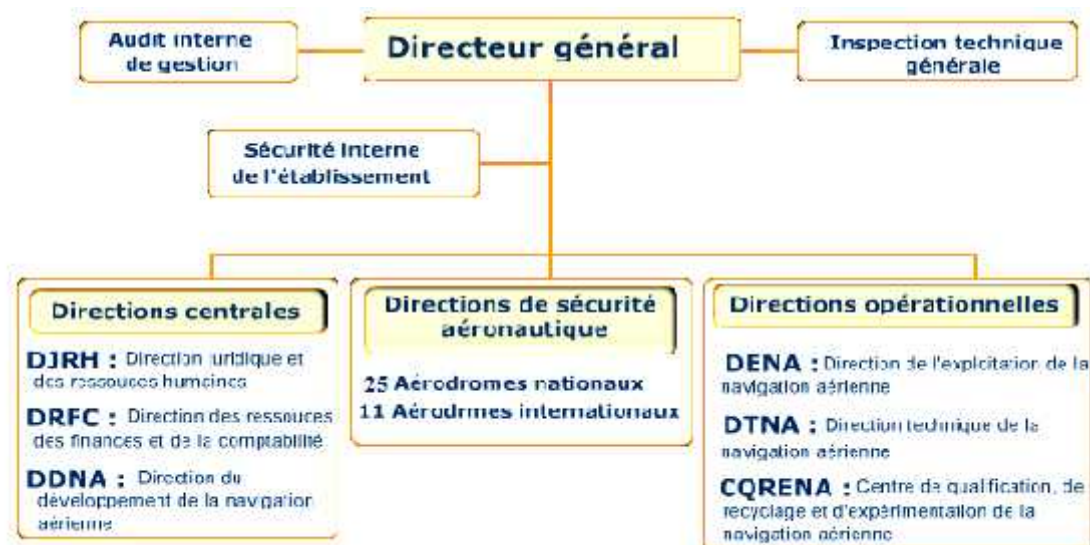 Audit interne
de gestion
Directeur général
Inspection technique
générale
Sécurité interne
de l'établissement
Directions centrales
DJRH : Direction juridique et
des ressouces humaines
DRFC : Direction des ressouces
des finances et de la comptabilité
DDNA : Direction du
développement de la navigation
aérienne
Directions de sécurité
aéronautique
25 Aérodromes nationaux
11 Aérodrmes internationaux
Directions opérationnelles
DENA : Direction de l'exploitation de la
navigation aérienne
DTNA : Direction technique de la
navigation aérienne
CQRENA : Centre de qualification, de
recyclage et d'expérimentation de la
navigation aérienne